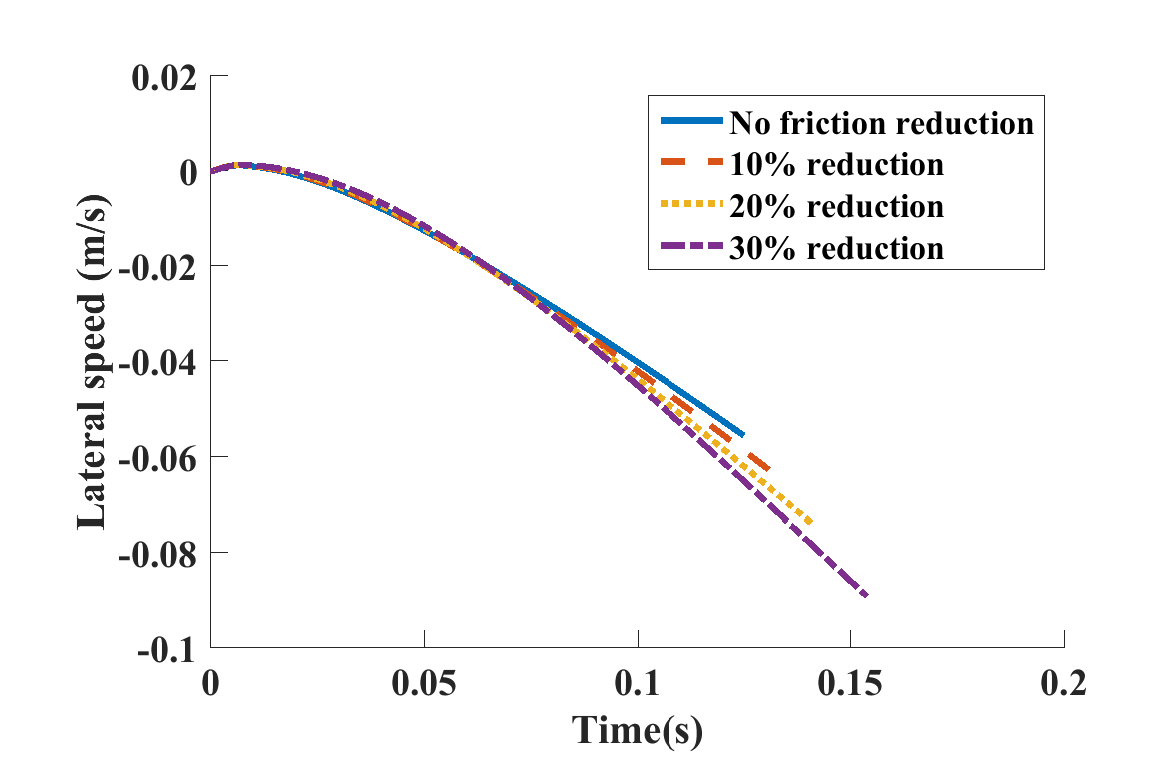 0.02
0
-0.02
-0.04
-0.06
-0.08
-0.1
Lateral speed (m/s)
No friction reduction
10% reduction
20% reduction
30% reduction
0 0.05 0.1 0.15 0.2
Time(s)